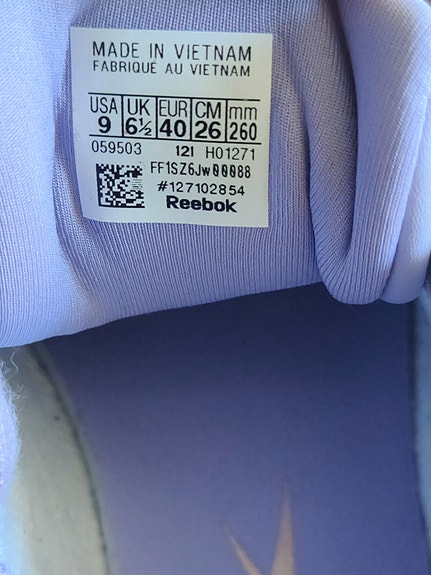 MADE IN VIETNAM
FABRIQUÉ AU VIETNAM
USA UK EUR CM mm
9 6½ 40 26 260
059503 121 H01271
FF1SZ6Jw00088
#127102854
Reebok